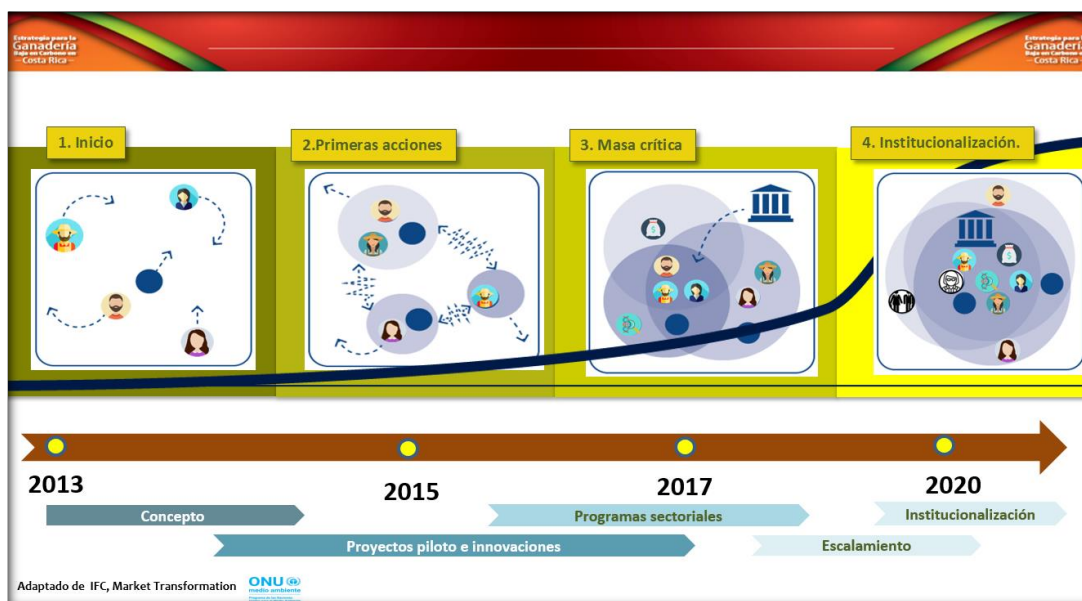 Estrategia para la
Ganadería
Baja en Carbono en
Costa Rica
Estrategia para la
Ganadería
Baja en Carbono en
Costa Rica
1. Inicio
2.Primeras acciones
3. Masa crítica
4. Institucionalización.
2013
2015
2017
2020
Concepto
Programas sectoriales
Institucionalización
Proyectos piloto e innovaciones
Escalamiento
Adaptado de IFC, Market Transformation
ONU
medio ambiente